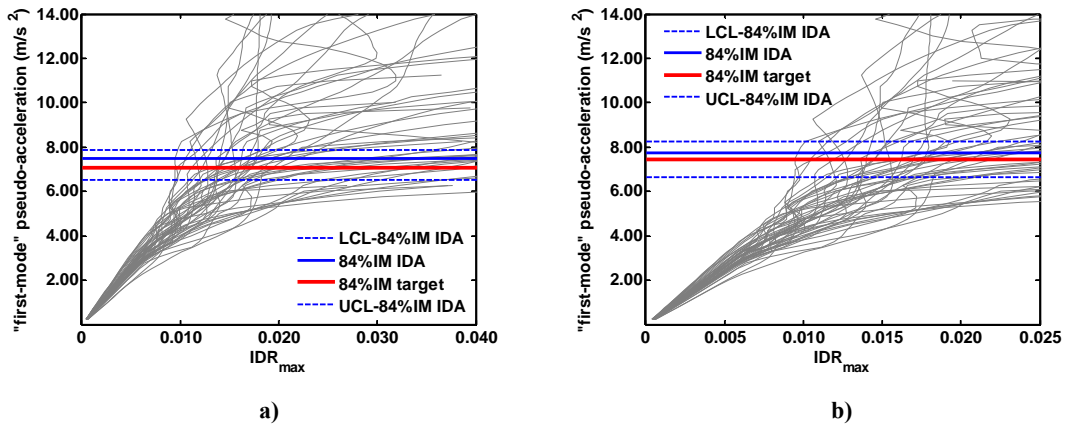 14.00
12.00
10.00
8.00
6.00
4.00
2.00
"first-mode" pseudo-acceleration (m/s 2)
LCL-84%IM IDA
84%IM IDA
84%IM target
UCL-84%IM IDA
0 0.010 0.020 0.030 0.040
IDRmax
a)
14.00
12.00
10.00
8.00
6.00
4.00
2.00
"first-mode" pseudo-acceleration (m/s 2)
LCL-84%IM IDA
84%IM IDA
84%IM target
UCL-84%IM IDA
0 0.005 0.010 0.015 0.020 0.025
IDRmax
b)